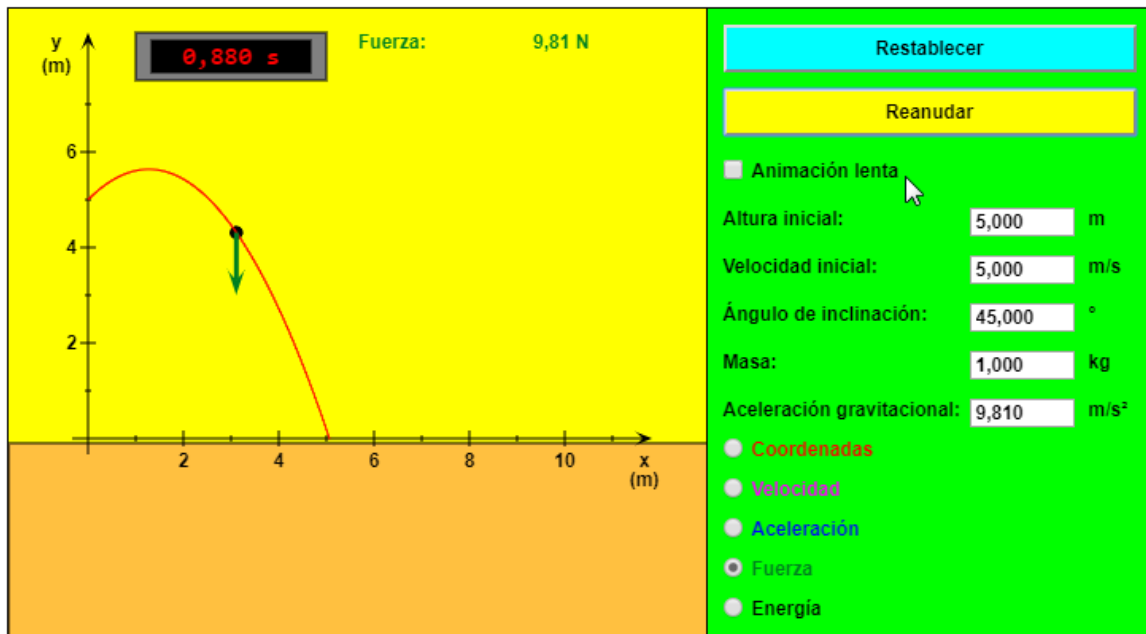 y
(m)
0,880 s
Fuerza: 9,81 N
6
4
2
2 4 6 8 10 x
(m)
Restablecer
Reanudar
Animación lenta
Altura inicial: 5,000 m
Velocidad inicial: 5,000 m/s
Ángulo de inclinación: 45,000 °
Masa: 1,000 kg
Aceleración gravitacional: 9,810 m/s²
Coordenadas
Velocidad
Aceleración
Fuerza
Energía